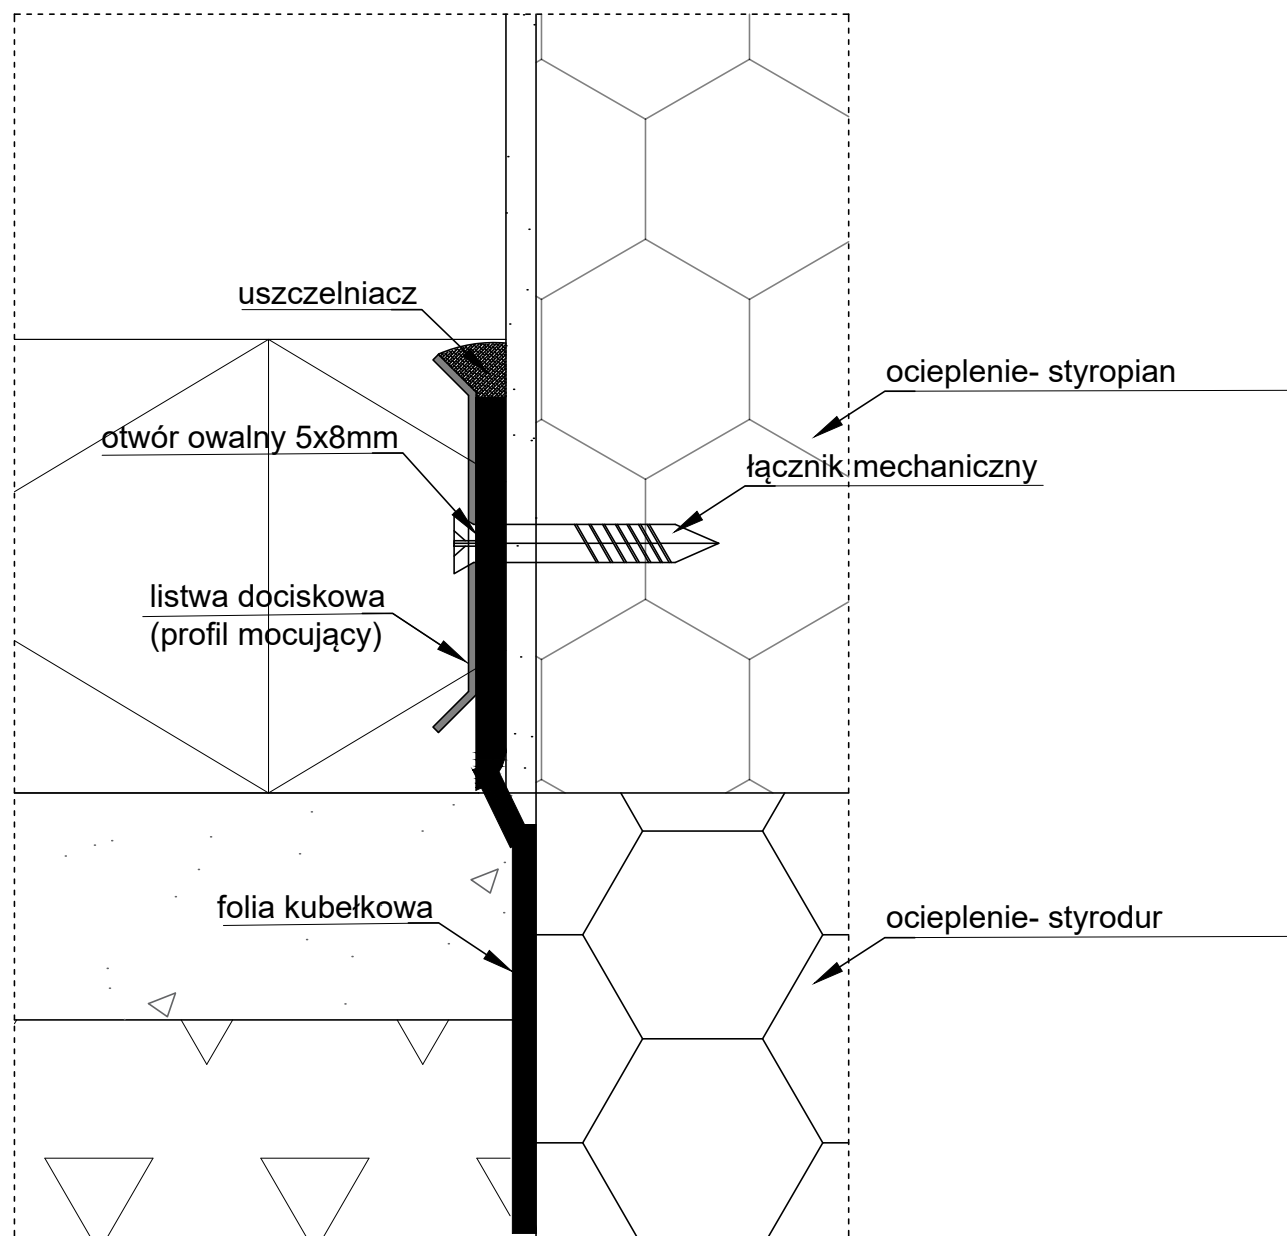 uszczelniacz
ocieplenie- styropian
otwór owalny 5x8mm
łącznik mechaniczny
listwa dociskowa
(profil mocujący)
folia kubełkowa
ocieplenie- styrodur